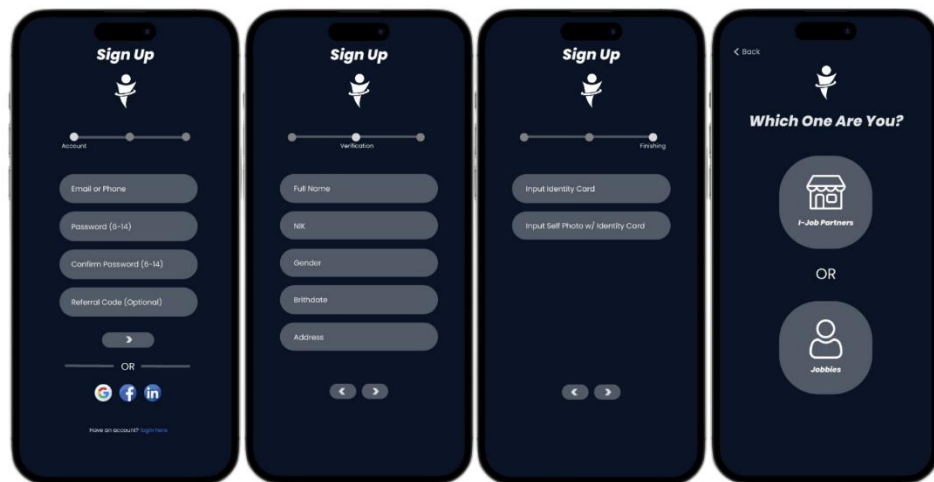 Sign Up
Account
Email or Phone
Password (6-14)
Confirm Password (6-14)
Referral Code (Optional)
OR
Have an account? login here
Sign Up
Verification
Full Name
NIK
Gender
Brithdate
Address
Sign Up
Finishing
Input Identity Card
Input Self Photo w/ Identity Card
Back
Which One Are You?
I-Job Partners
OR
Jobbies